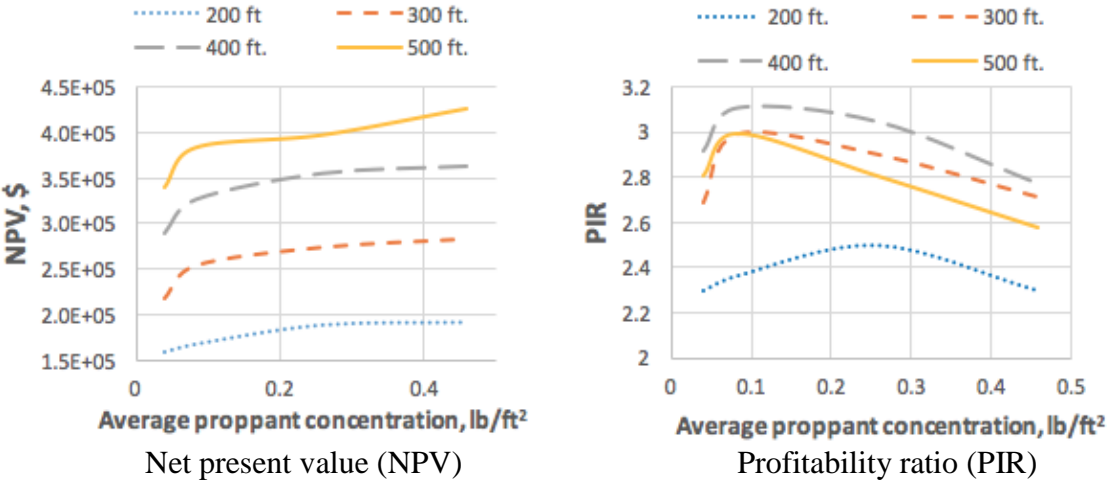 200 ft
300 ft.
400 ft.
500 ft.
4.5E+05
4.0E+05
3.5E+05
3.0E+05
2.5E+05
2.0E+05
1.5E+05
NPV, $
0
0.2
0.4
Average proppant concentration, lb/ft²
Net present value (NPV)
200 ft.
300 ft.
400 ft.
500 ft.
3.2
3
2.8
2.6
2.4
2.2
2
PIR
0
0.1
0.2
0.3
0.4
0.5
Average proppant concentration, lb/ft²
Profitability ratio (PIR)